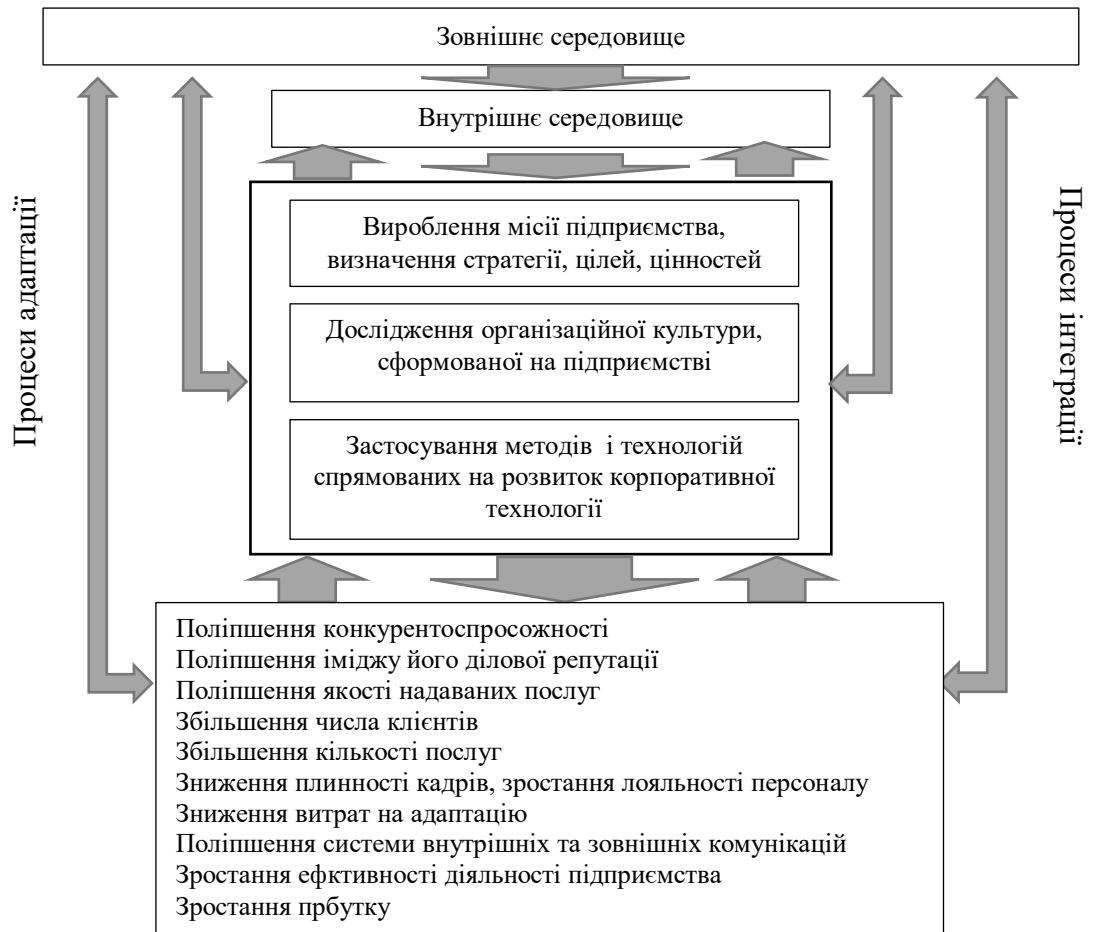 Зовнішнє середовище
Внутрішнє середовище
Процеси адаптації
Вироблення місії підприємства,
визначення стратегії, цілей, цінностей
Дослідження організаційної культури,
сформованої на підприємстві
Застосування методів і технологій
спрямованих на розвиток корпоративної
технології
Процеси інтеграції
Поліпшення конкурентоспросожності
Поліпшення іміджу його ділової репутації
Поліпшення якості надаваних послуг
Збільшення числа клієнтів
Збільшення кількості послуг
Зниження плинності кадрів, зростання лояльності персоналу
Зниження витрат на адаптацію
Поліпшення системи внутрішніх та зовнішніх комунікацій
Зростання ефктивності діяльності підприємства
Зростання прбутку